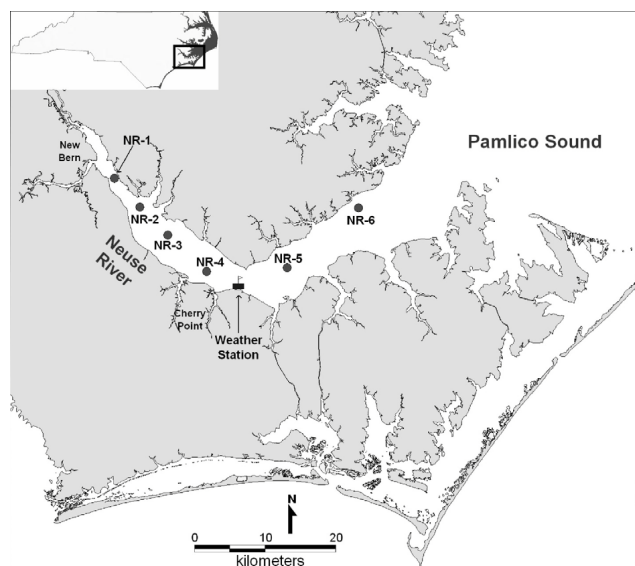 New
Bern
NR-1
Pamlico Sound
NR-2
NR-6
NR-3
Neuse
River
NR-4
NR-5
Cherry
Point
Weather
Station
N
0 10 20
kilometers